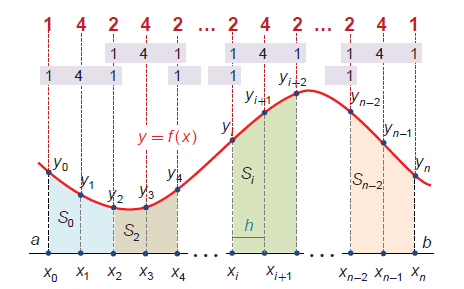 1 4 2 4 2 ... 2 4 2 ... 2 4 1
1 4 1 1 4 1 1 4 1
1 4 1 1 1 1
y_{i+2}
y_{i+1} y_{n-2}
y = f(x) y_i y_{n-1}
y_0 y_1 y_2 y_3 y_4 S_i S_{n-2} y_n
S_0 S_2 h
a b
x_0 x_1 x_2 x_3 x_4 ... x_i x_{i+1} ... x_{n-2} x_{n-1} x_n